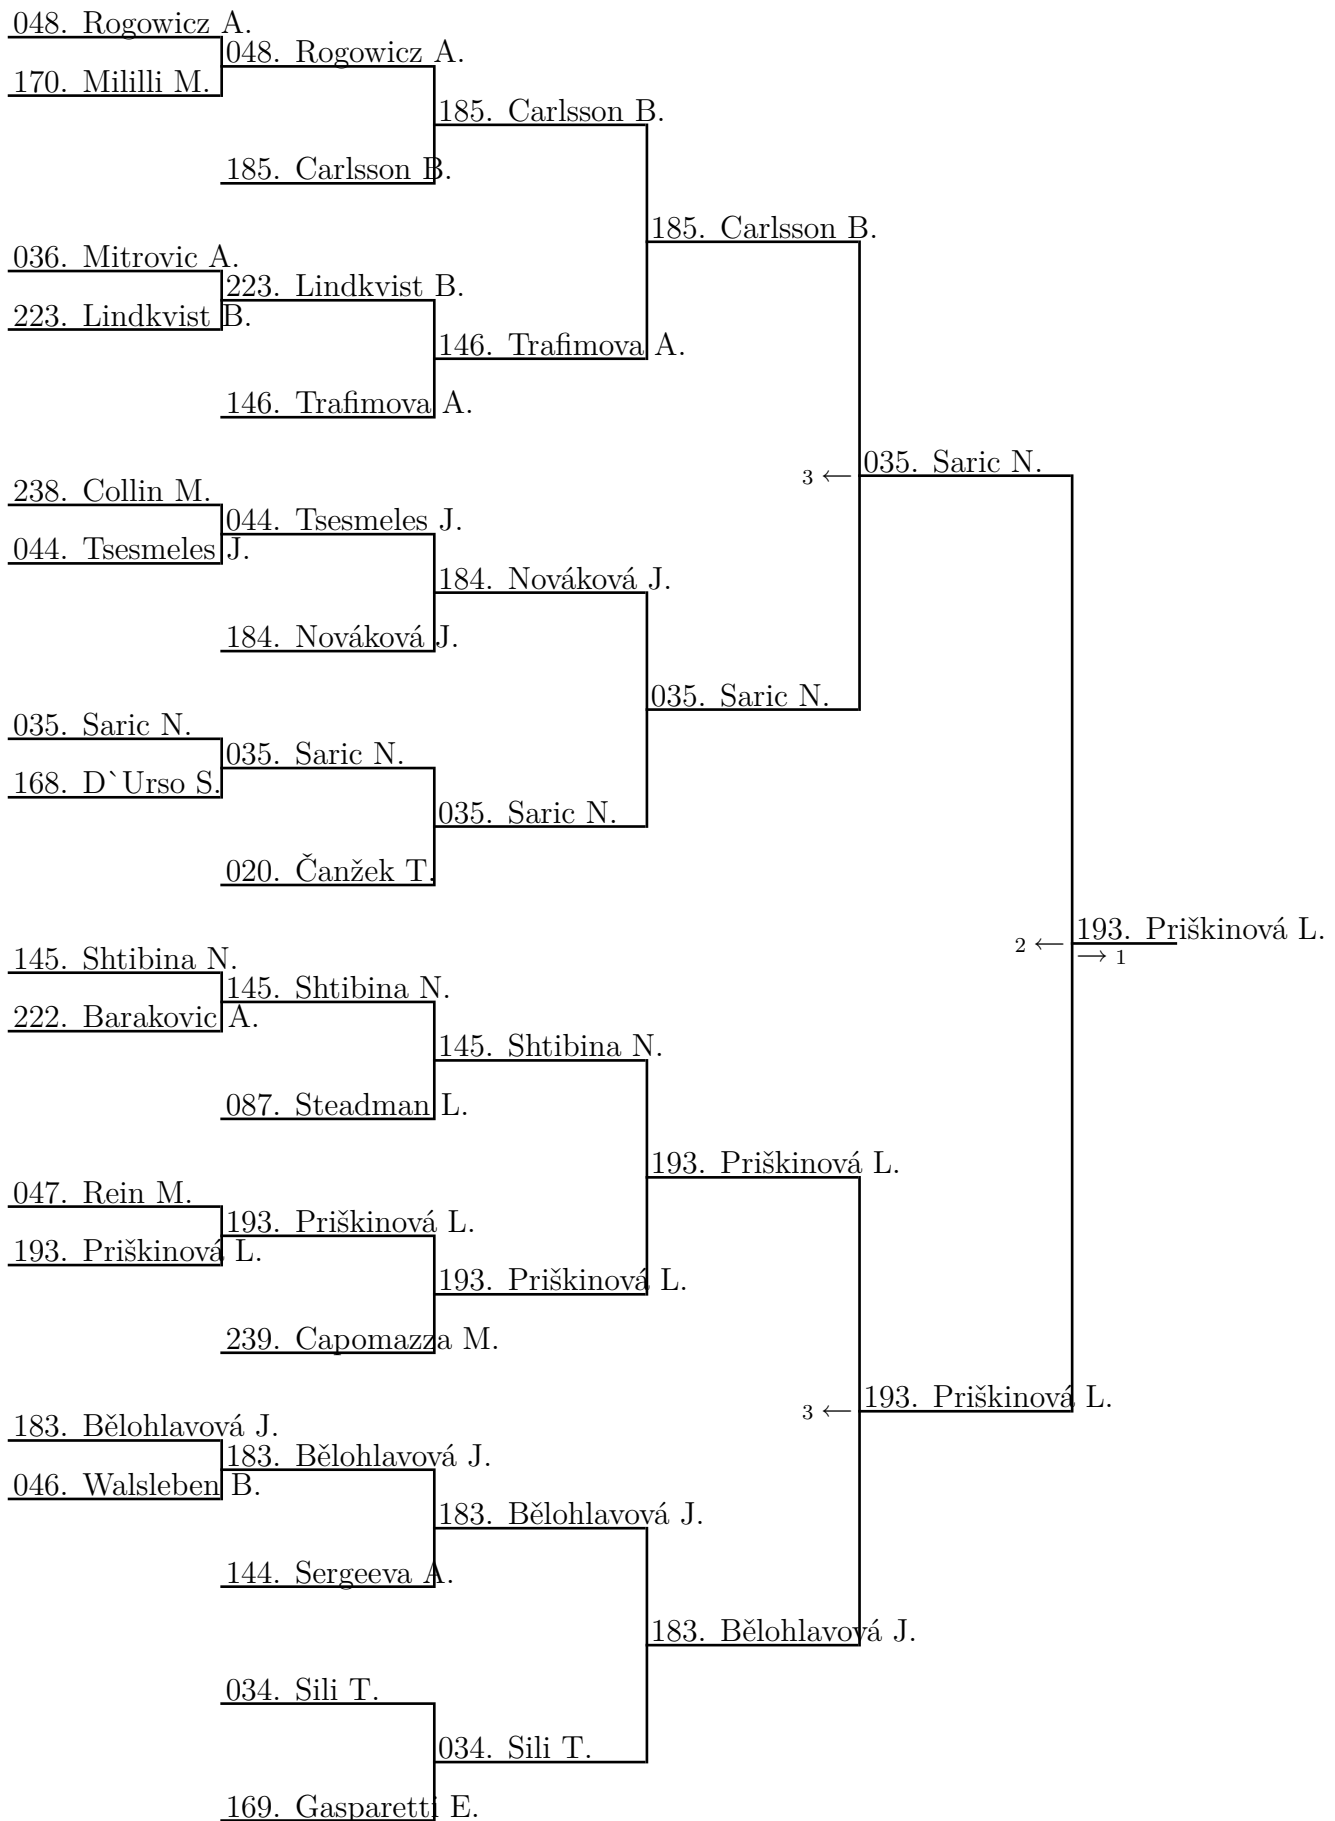 048. Rogowicz A.
170. Mililli M.
048. Rogowicz A.
185. Carlsson B.
185. Carlsson B.
036. Mitrovic A.
223. Lindkvist B.
223. Lindkvist B.
146. Trafimova A.
146. Trafimova A.
185. Carlsson B.
238. Collin M.
044. Tsesmeles J.
044. Tsesmeles J.
184. Nováková J.
184. Nováková J.
035. Saric N.
168. D`Urso S.
035. Saric N.
020. Čanžek T.
035. Saric N.
035. Saric N.
3 ← 035. Saric N.
145. Shtibina N.
222. Barakovic A.
145. Shtibina N.
087. Steadman L.
145. Shtibina N.
047. Rein M.
193. Priškinová L.
193. Priškinová L.
239. Capomazza M.
193. Priškinová L.
193. Priškinová L.
183. Bělohlavová J.
046. Walsleben B.
183. Bělohlavová J.
144. Sergeeva A.
183. Bělohlavová J.
034. Sili T.
169. Gasparetti E.
034. Sili T.
183. Bělohlavová J.
3 ← 193. Priškinová L.
2 ← 193. Priškinová L.
→ 1